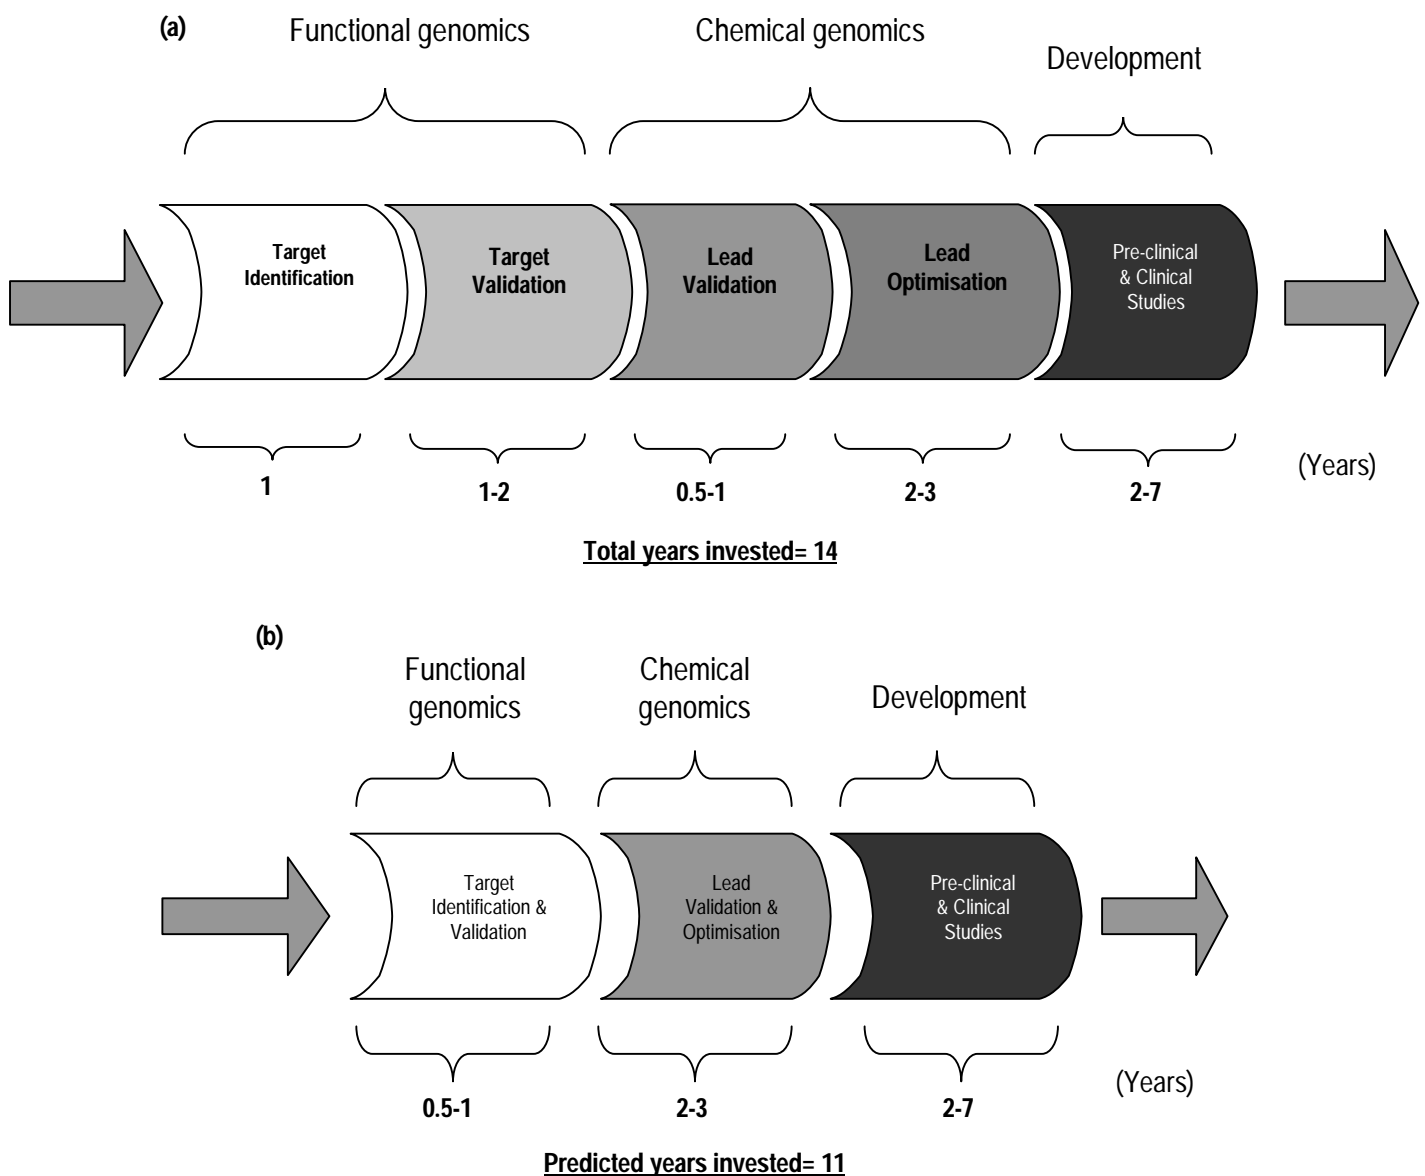 (a)
Functional genomics
Chemical genomics
Development
Target
Identification
Target
Validation
Lead
Validation
Lead
Optimisation
Pre-clinical
& Clinical
Studies
1
1-2
0.5-1
2-3
2-7
(Years)
Total years invested= 14
(b)
Functional
genomics
Chemical
genomics
Development
Target
Identification &
Validation
Lead
Validation &
Optimisation
Pre-clinical
& Clinical
Studies
0.5-1
2-3
2-7
(Years)
Predicted years invested= 11